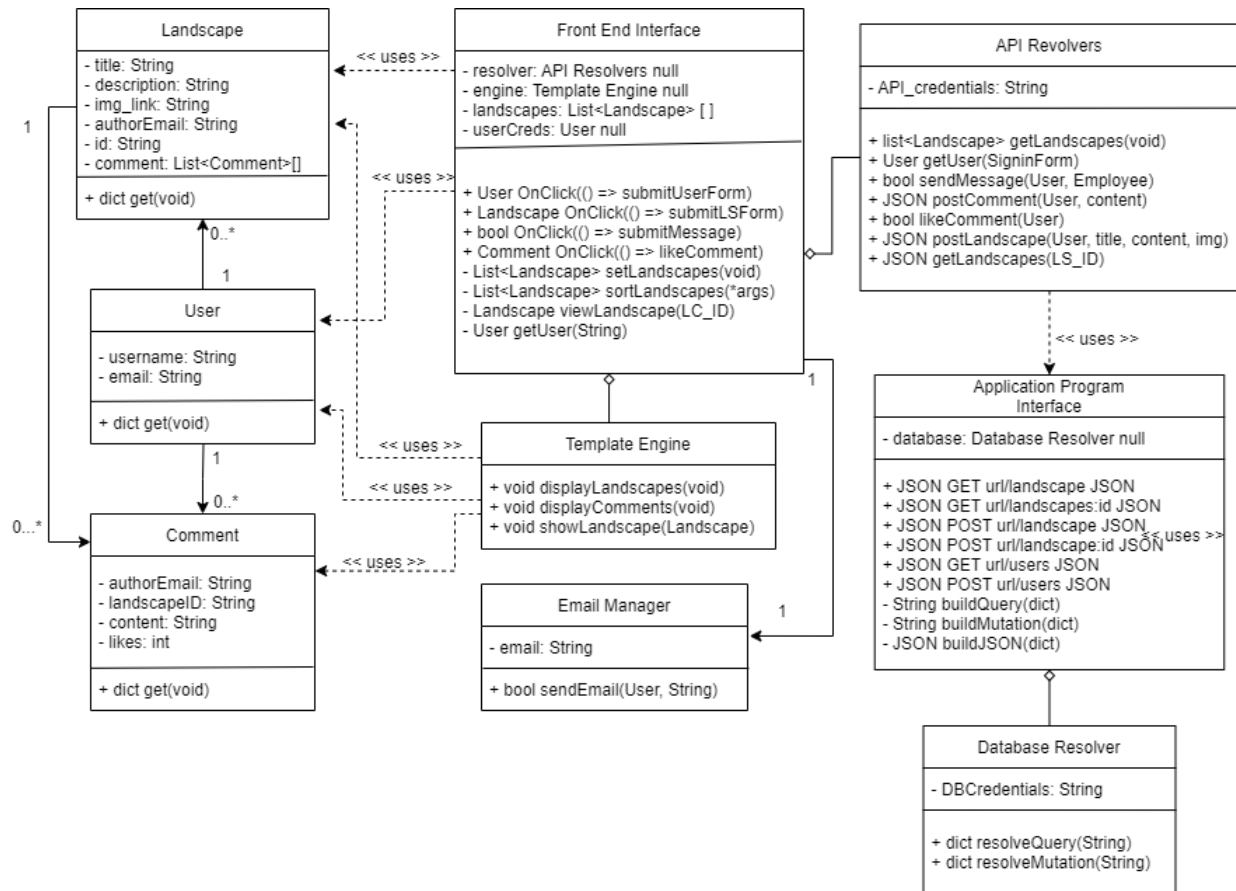 Landscape
- title: String
- description: String
- img_link: String
- authorEmail: String
- id: String
- comment: List<Comment>[]
+ dict get(void)
1
0..*
1
User
- username: String
- email: String
+ dict get(void)
1
0..*
0...*
Comment
- authorEmail: String
- landscapeID: String
- content: String
- likes: int
+ dict get(void)
<< uses >>
<< uses >>
<< uses >>
<< uses >>
<< uses >>
Front End Interface
- resolver: API Resolvers null
- engine: Template Engine null
- landscapes: List<Landscape> [ ]
- userCreds: User null
+ User OnClick(() => submitUserForm)
+ Landscape OnClick(() => submitLSForm)
+ bool OnClick(() => submitMessage)
+ Comment OnClick(() => likeComment)
- List<Landscape> setLandscapes(void)
- List<Landscape> sortLandscapes(*args)
- Landscape viewLandscape(LC_ID)
- User getUser(String)
1
Template Engine
+ void displayLandscapes(void)
+ void displayComments(void)
+ void showLandscape(Landscape)
Email Manager
- email: String
+ bool sendEmail(User, String)
1
API Revolvers
- API_credentials: String
+ list<Landscape> getLandscapes(void)
+ User getUser(SigninForm)
+ bool sendMessage(User, Employee)
+ JSON postComment(User, content)
+ bool likeComment(User)
+ JSON postLandscape(User, title, content, img)
+ JSON getLandscapes(LS_ID)
<< uses >>
Application Program
Interface
- database: Database Resolver null
+ JSON GET url/landscape JSON
+ JSON GET url/landscapes:id JSON
+ JSON POST url/landscape JSON
<< uses >>
+ JSON POST url/landscape:id JSON
+ JSON GET url/users JSON
+ JSON POST url/users JSON
- String buildQuery(dict)
- String buildMutation(dict)
- JSON buildJSON(dict)
Database Resolver
- DBCredentials: String
+ dict resolveQuery(String)
+ dict resolveMutation(String)